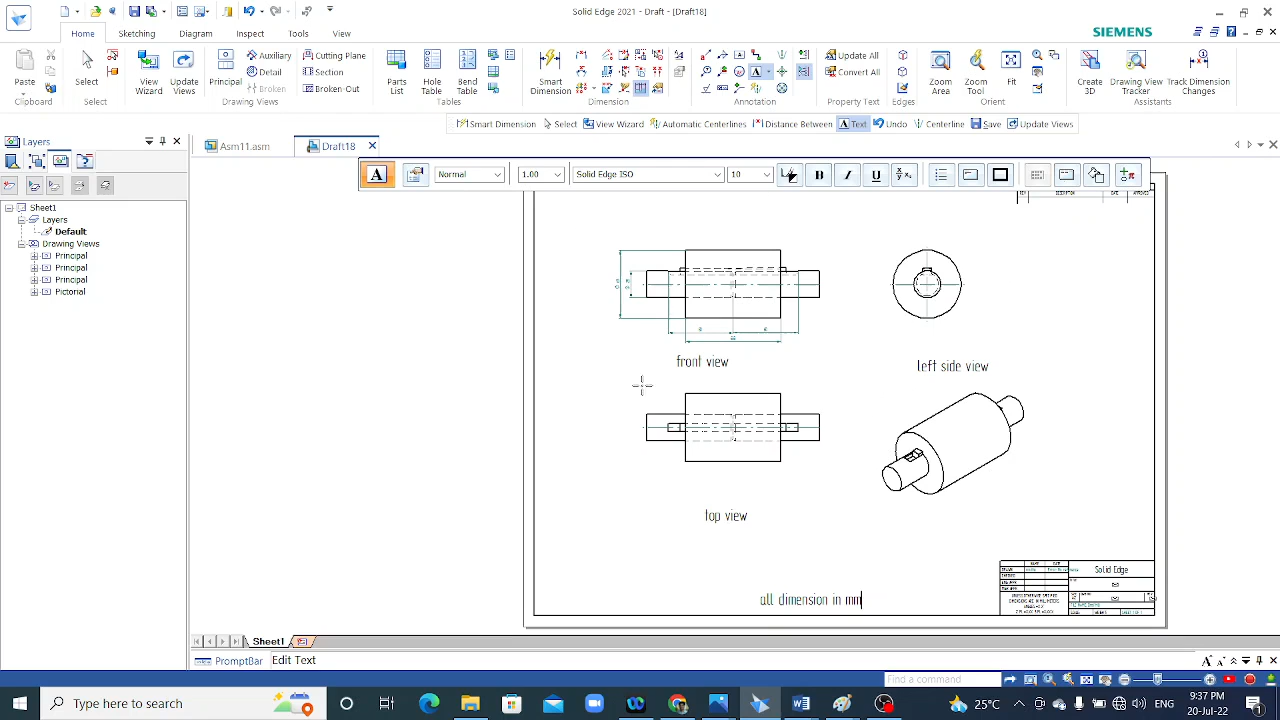 Solid Edge 2021 - Draft - [Draft18]
Home Sketching Diagram Inspect Tools View SIEMENS
Paste Select View Wizard Update Views Principal Auxiliary Cutting Plane
Detail Section
Broken Broken-Out
Parts List Hole Table Bend Table Smart Dimension
Update All
Convert All
Create 3D Zoom Area Zoom Tool Fit Drawing View Tracker Track Dimension Changes
Clipboard Select Drawing Views Tables Dimension Annotation Property Text Edges Orient Assistants
Smart Dimension Select View Wizard Automatic Centerlines Distance Between Text Undo Centerline Save Update Views
Layers
Asm11.asm Draft18
A Normal 1.00 Solid Edge ISO 10 B I U
Sheet1
Layers
Default
Drawing Views
Principal
Principal
Principal
Pictorial
front view
left side view
top view
all dimension in mm
Solid Edge
Sheet1
PromptBar Edit Text
Find a command
Type here to search
25°C ENG
9:37 PM
20-Jul-22